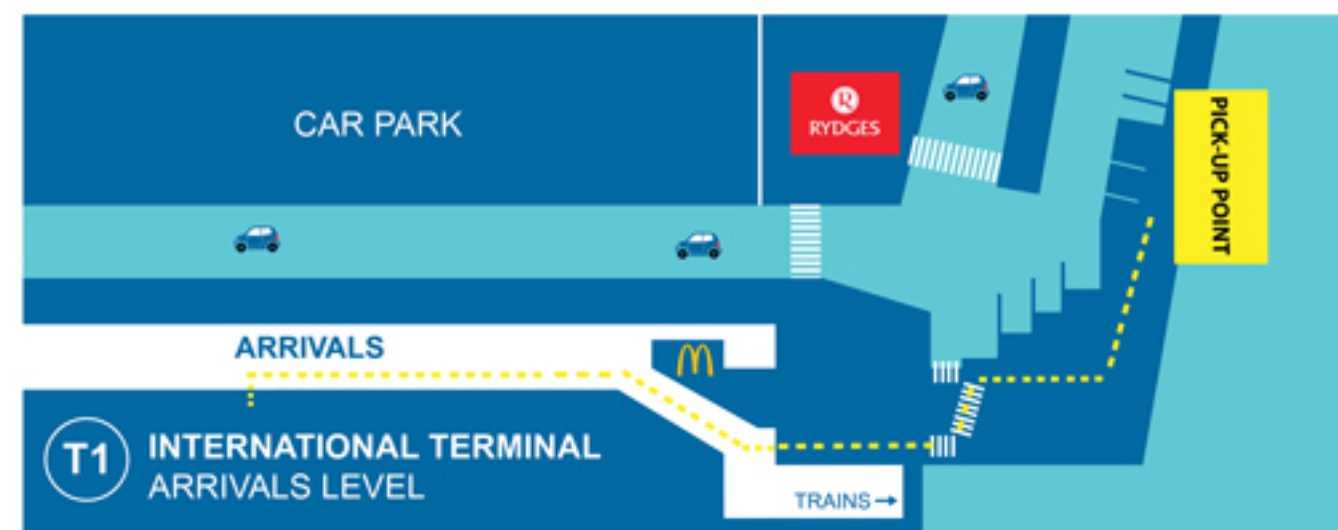 CAR PARK
RYDGES
PICK-UP POINT
ARRIVALS
T1
INTERNATIONAL TERMINAL
ARRIVALS LEVEL
TRAINS→